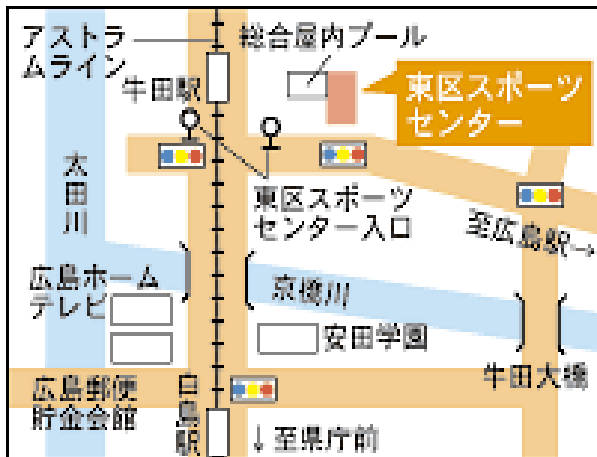 アストラ
ムライン
総合屋内プール
牛田駅
東区スポーツ
センター
太田川
東区スポーツ
センター入口
至広島駅→
広島ホーム
テレビ
京橋川
安田学園
牛田大橋
広島郵便
貯金会館
白島駅
↓至県庁前